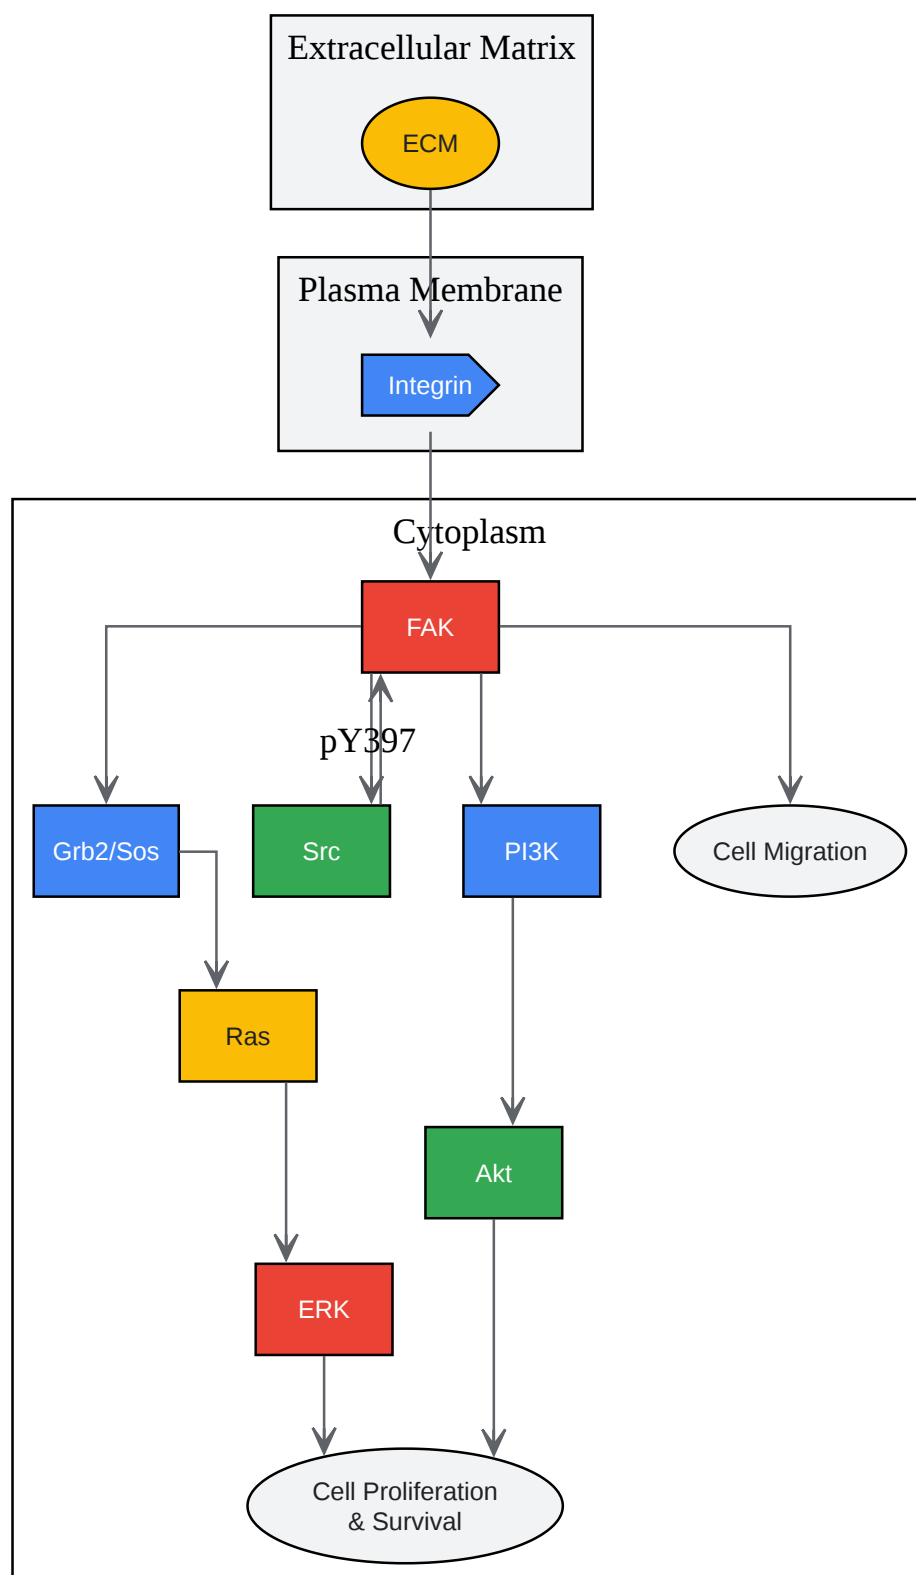 Extracellular Matrix
ECM
Plasma Membrane
Integrin
Cytoplasm
FAK
pY397
Grb2/Sos
Src
PI3K
Cell Migration
Ras
Akt
ERK
Cell Proliferation
& Survival